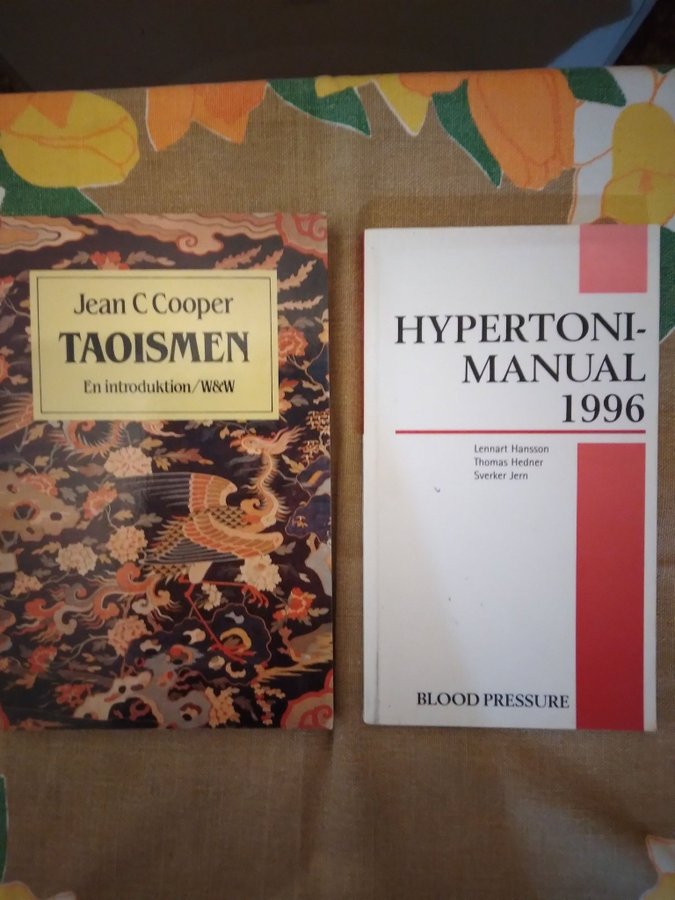 Jean C Cooper
TAOISMEN
En introduktion/W&W
HYPERTONI-
MANUAL
1996
Lennart Hansson
Thomas Hedner
Sverker Jern
BLOOD PRESSURE